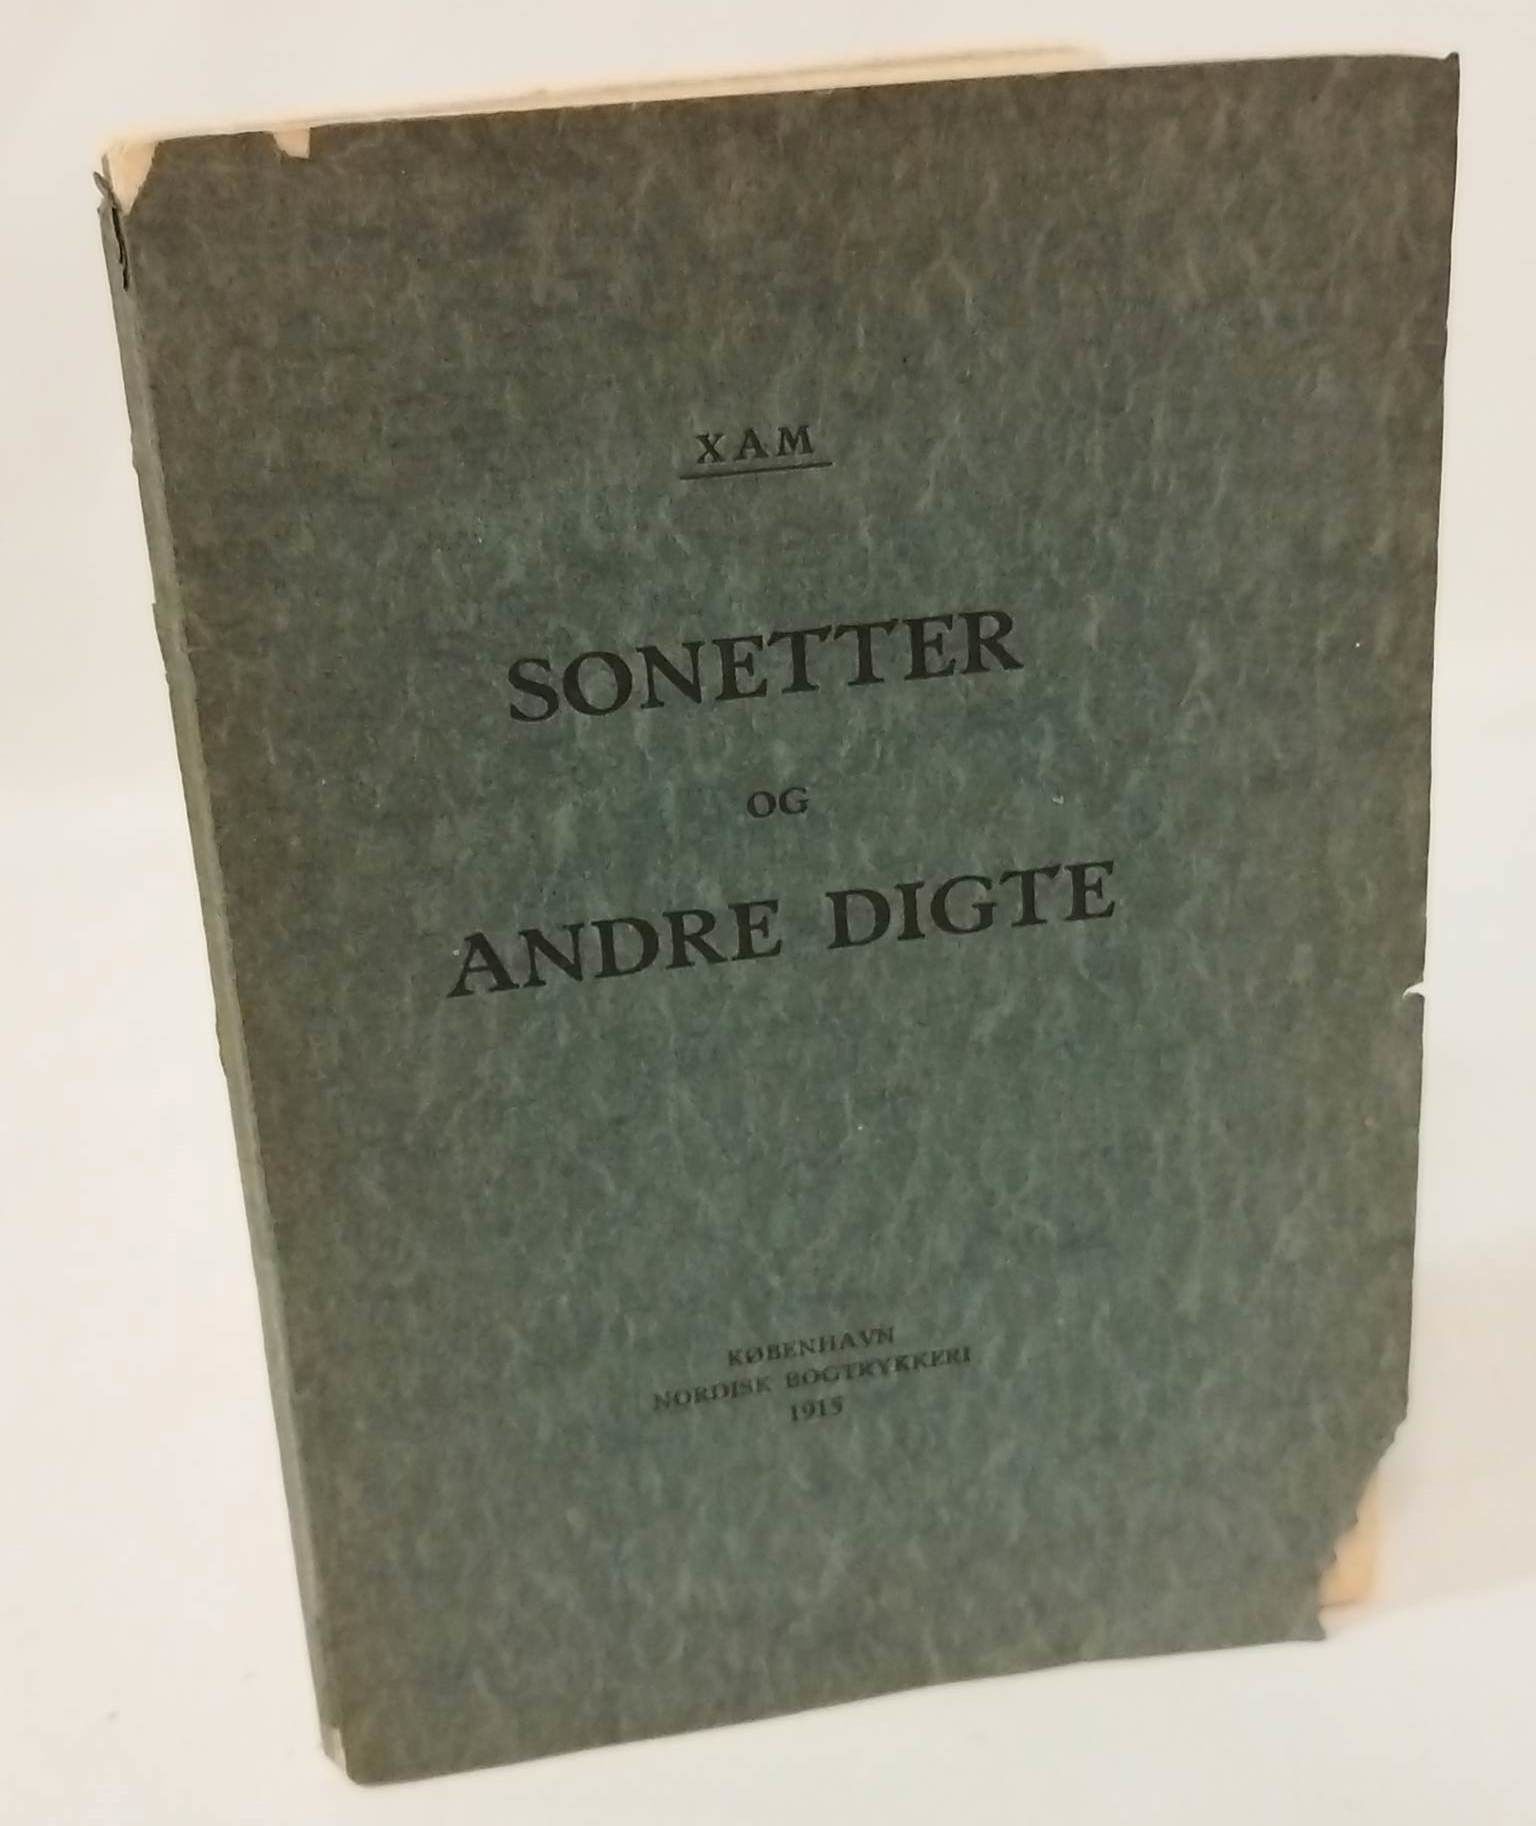 XAM
SONETTER
OG
ANDRE DIGTE
KØBENHAVN
NORDISK BOGTRYKKERI
1915